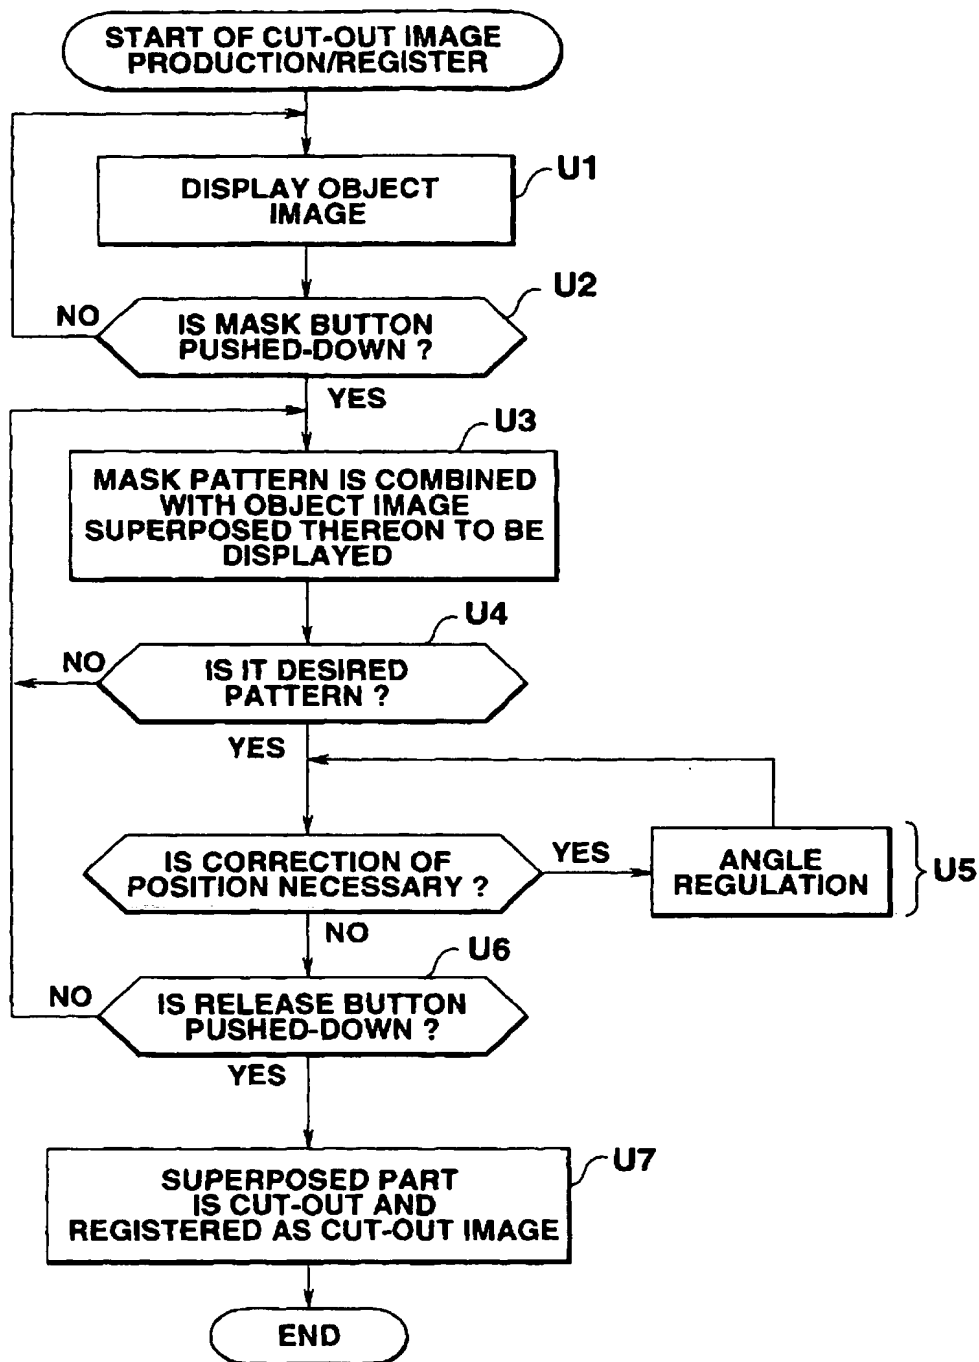 START OF CUT-OUT IMAGE
PRODUCTION/REGISTER
U1
DISPLAY OBJECT
IMAGE
U2
NO
IS MASK BUTTON
PUSHED-DOWN ?
YES
U3
MASK PATTERN IS COMBINED
WITH OBJECT IMAGE
SUPERPOSED THEREON TO BE
DISPLAYED
U4
NO
IS IT DESIRED
PATTERN ?
YES
IS CORRECTION OF
POSITION NECESSARY ?
YES
ANGLE
REGULATION
U5
NO
U6
NO
IS RELEASE BUTTON
PUSHED-DOWN ?
YES
U7
SUPERPOSED PART
IS CUT-OUT AND
REGISTERED AS CUT-OUT IMAGE
END